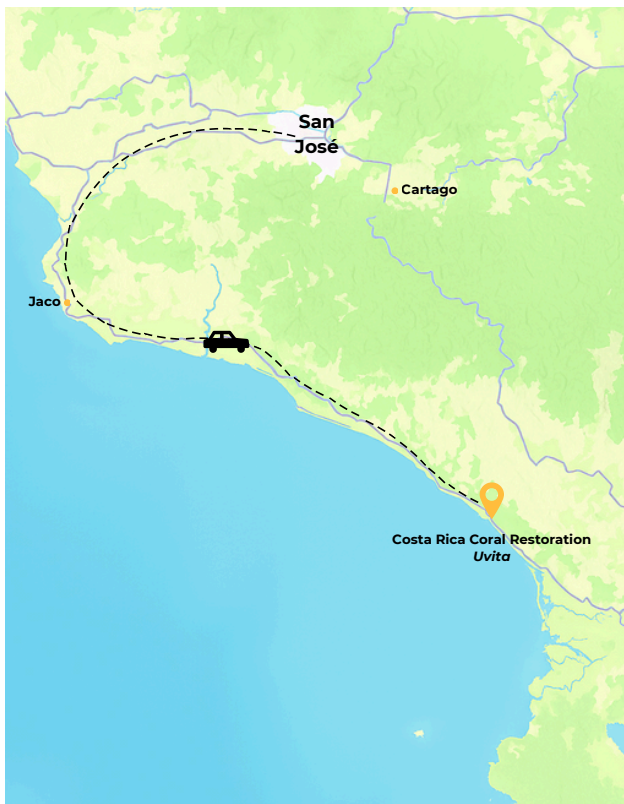 San
José
Cartago
Jaco
Costa Rica Coral Restoration
Uvita